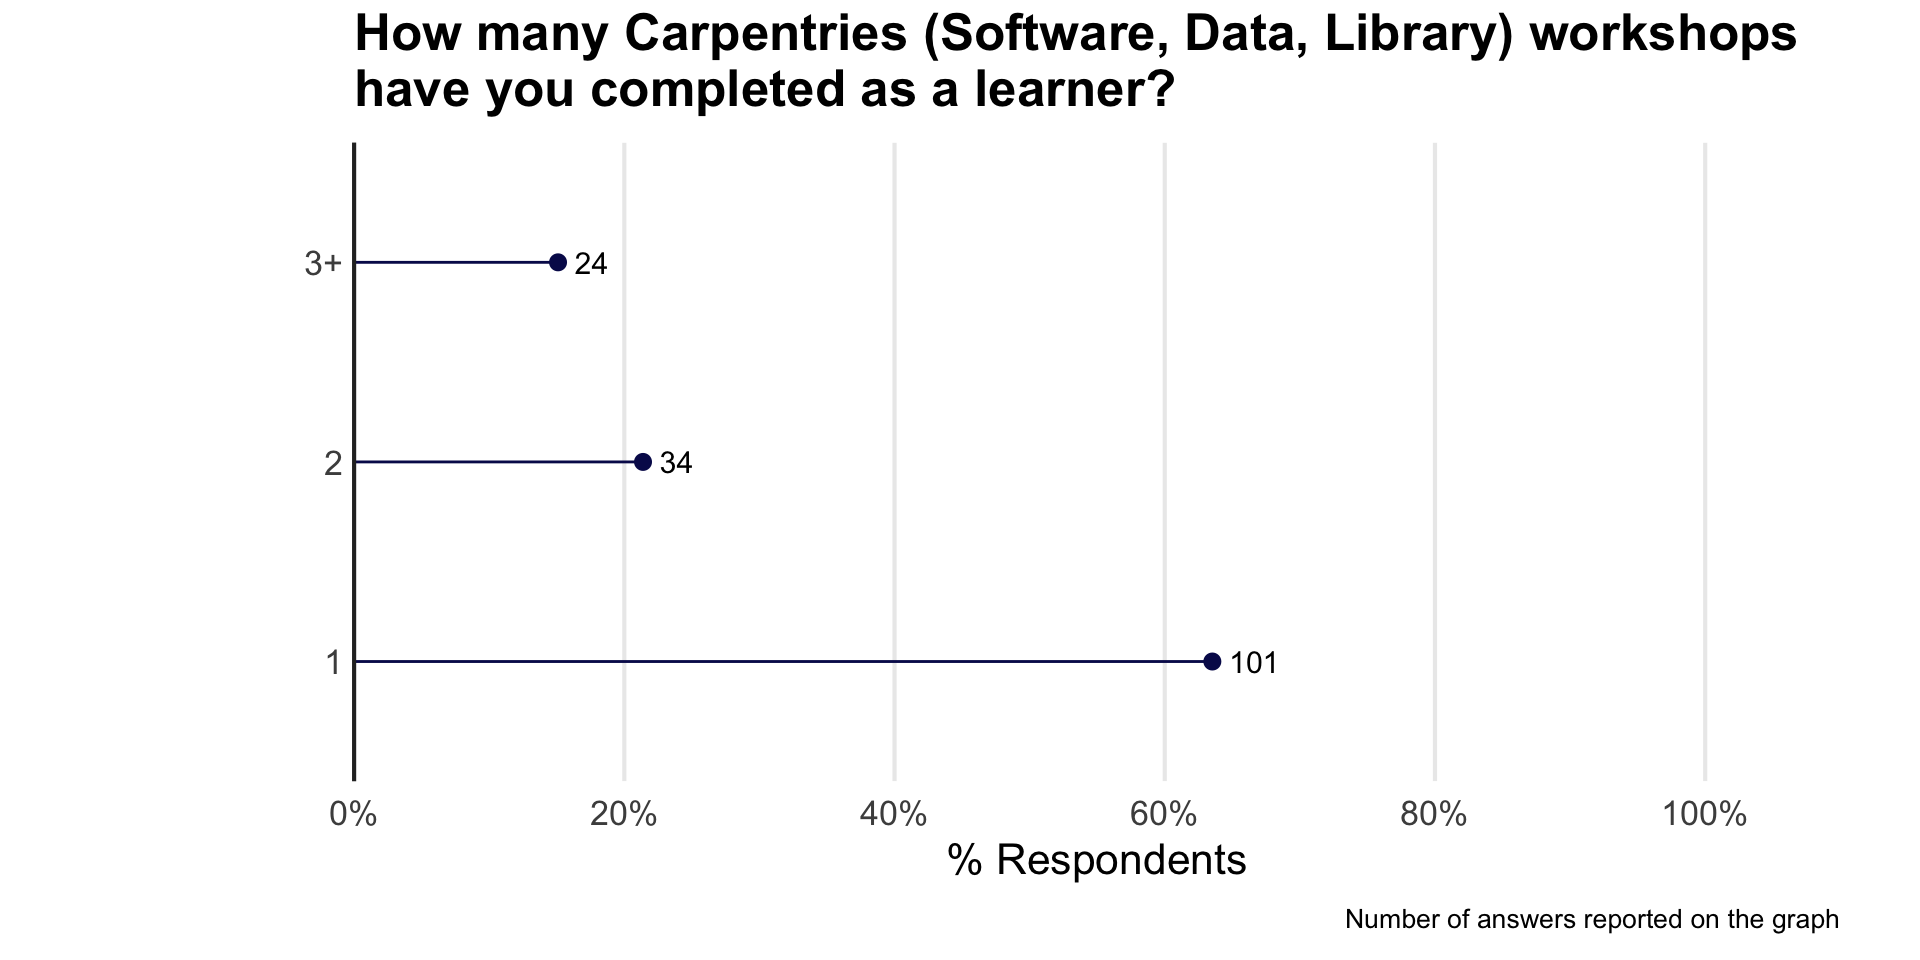 How many Carpentries (Software, Data, Library) workshops
have you completed as a learner?
3+
24
2
34
1
101
0% 20% 40% 60% 80% 100%
% Respondents
Number of answers reported on the graph